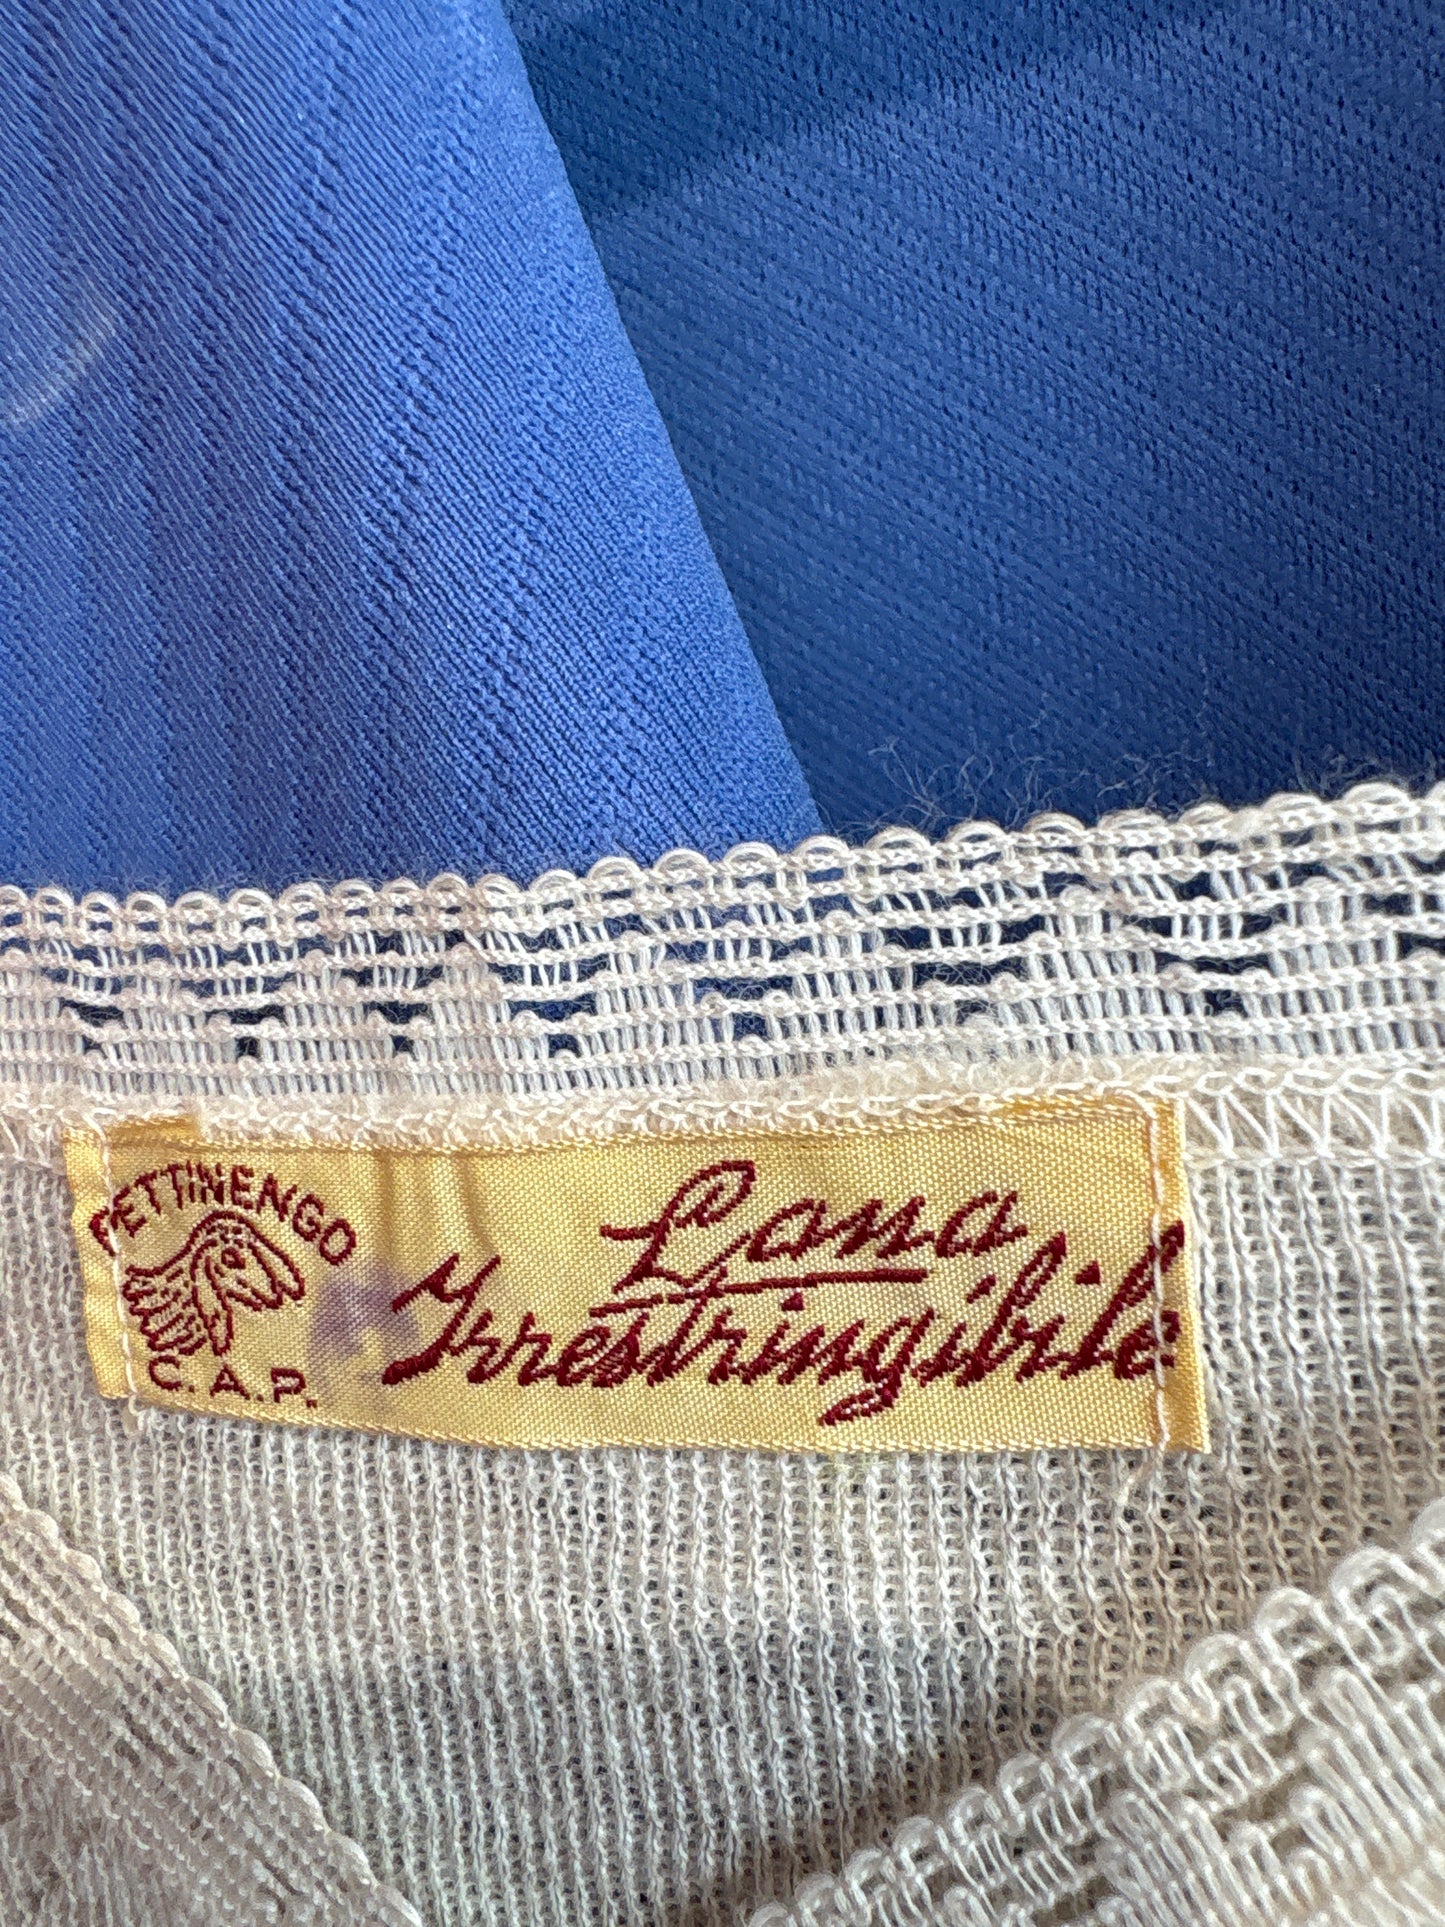 PETTINENGO
C.A.P.
Lana
Irrestringibile